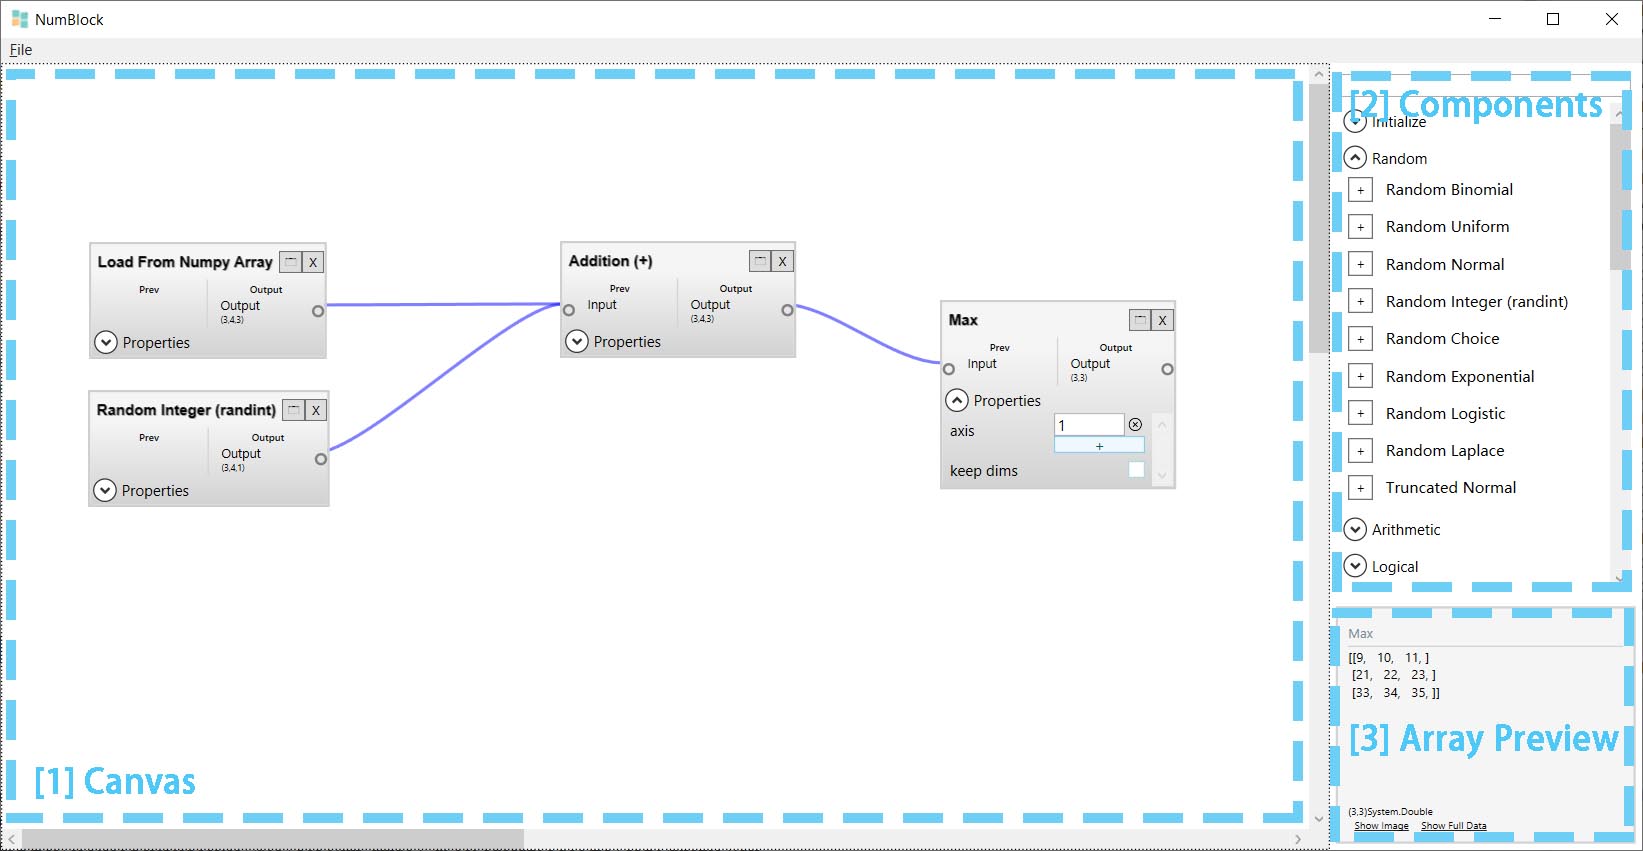 NumBlock
File
Load From Numpy Array X
Prev Output
Output
(3,4,3)
Properties
Random Integer (randint) X
Prev Output
Output
(3,4,1)
Properties
Addition (+) X
Prev Output
Input Output
(3,4,3)
Properties
Max X
Prev Output
Input Output
(3,3)
Properties
axis 1
+
keep dims
[1] Canvas
[2] Components
Initialize
Random
+ Random Binomial
+ Random Uniform
+ Random Normal
+ Random Integer (randint)
+ Random Choice
+ Random Exponential
+ Random Logistic
+ Random Laplace
+ Truncated Normal
Arithmetic
Logical
Max
[[9, 10, 11, ]
[21, 22, 23, ]
[33, 34, 35, ]]
[3] Array Preview
(3,3)System.Double
Show Image Show Full Data